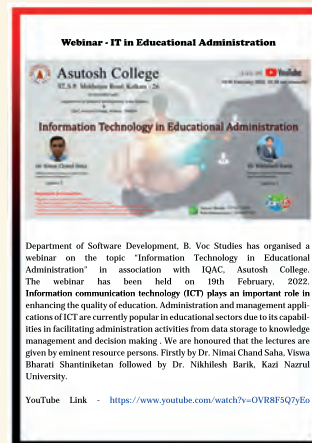 Webinar - IT in Educational Administration
Asutosh College
Kolkata - 26
YouTube
Information Technology in Educational Administration
Department of Software Development, B. Voc Studies has organised a
webinar on the topic "Information Technology in Educational
Administration" in association with IQAC, Asutosh College.
The webinar has been held on 19th February, 2022.
Information communication technology (ICT) plays an important role in
enhancing the quality of education. Administration and management appli-
cations of ICT are currently popular in educational sectors due to its capabil-
ities in facilitating administration activities from data storage to knowledge
management and decision making . We are honoured that the lectures are
given by eminent resource persons. Firstly by Dr. Nimai Chand Saha, Viswa
Bharati Shantiniketan followed by Dr. Nikhilesh Barik, Kazi Nazrul
University.
YouTube Link - https://www.youtube.com/watch?v=OVR8F5Q7yEo